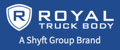 ROYAL
TRUCK BODY
A Shyft Group Brand